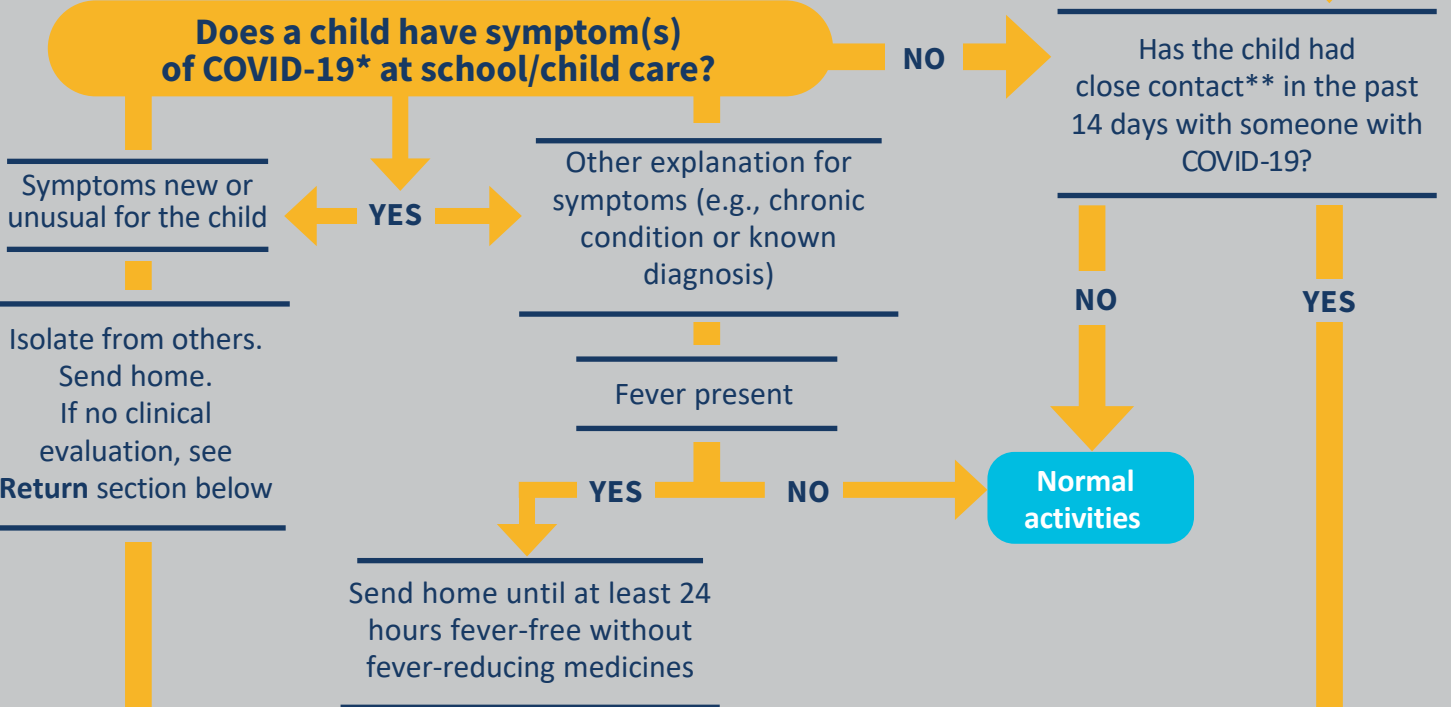 Does a child have symptom(s)
of COVID-19* at school/child care?
NO
Has the child had
close contact** in the past
14 days with someone with
COVID-19?
Symptoms new or
unusual for the child
YES
Other explanation for
symptoms (e.g., chronic
condition or known
diagnosis)
NO
YES
Isolate from others.
Send home.
If no clinical
evaluation, see
Return section below
Fever present
YES
NO
Normal
activities
Send home until at least 24
hours fever-free without
fever-reducing medicines